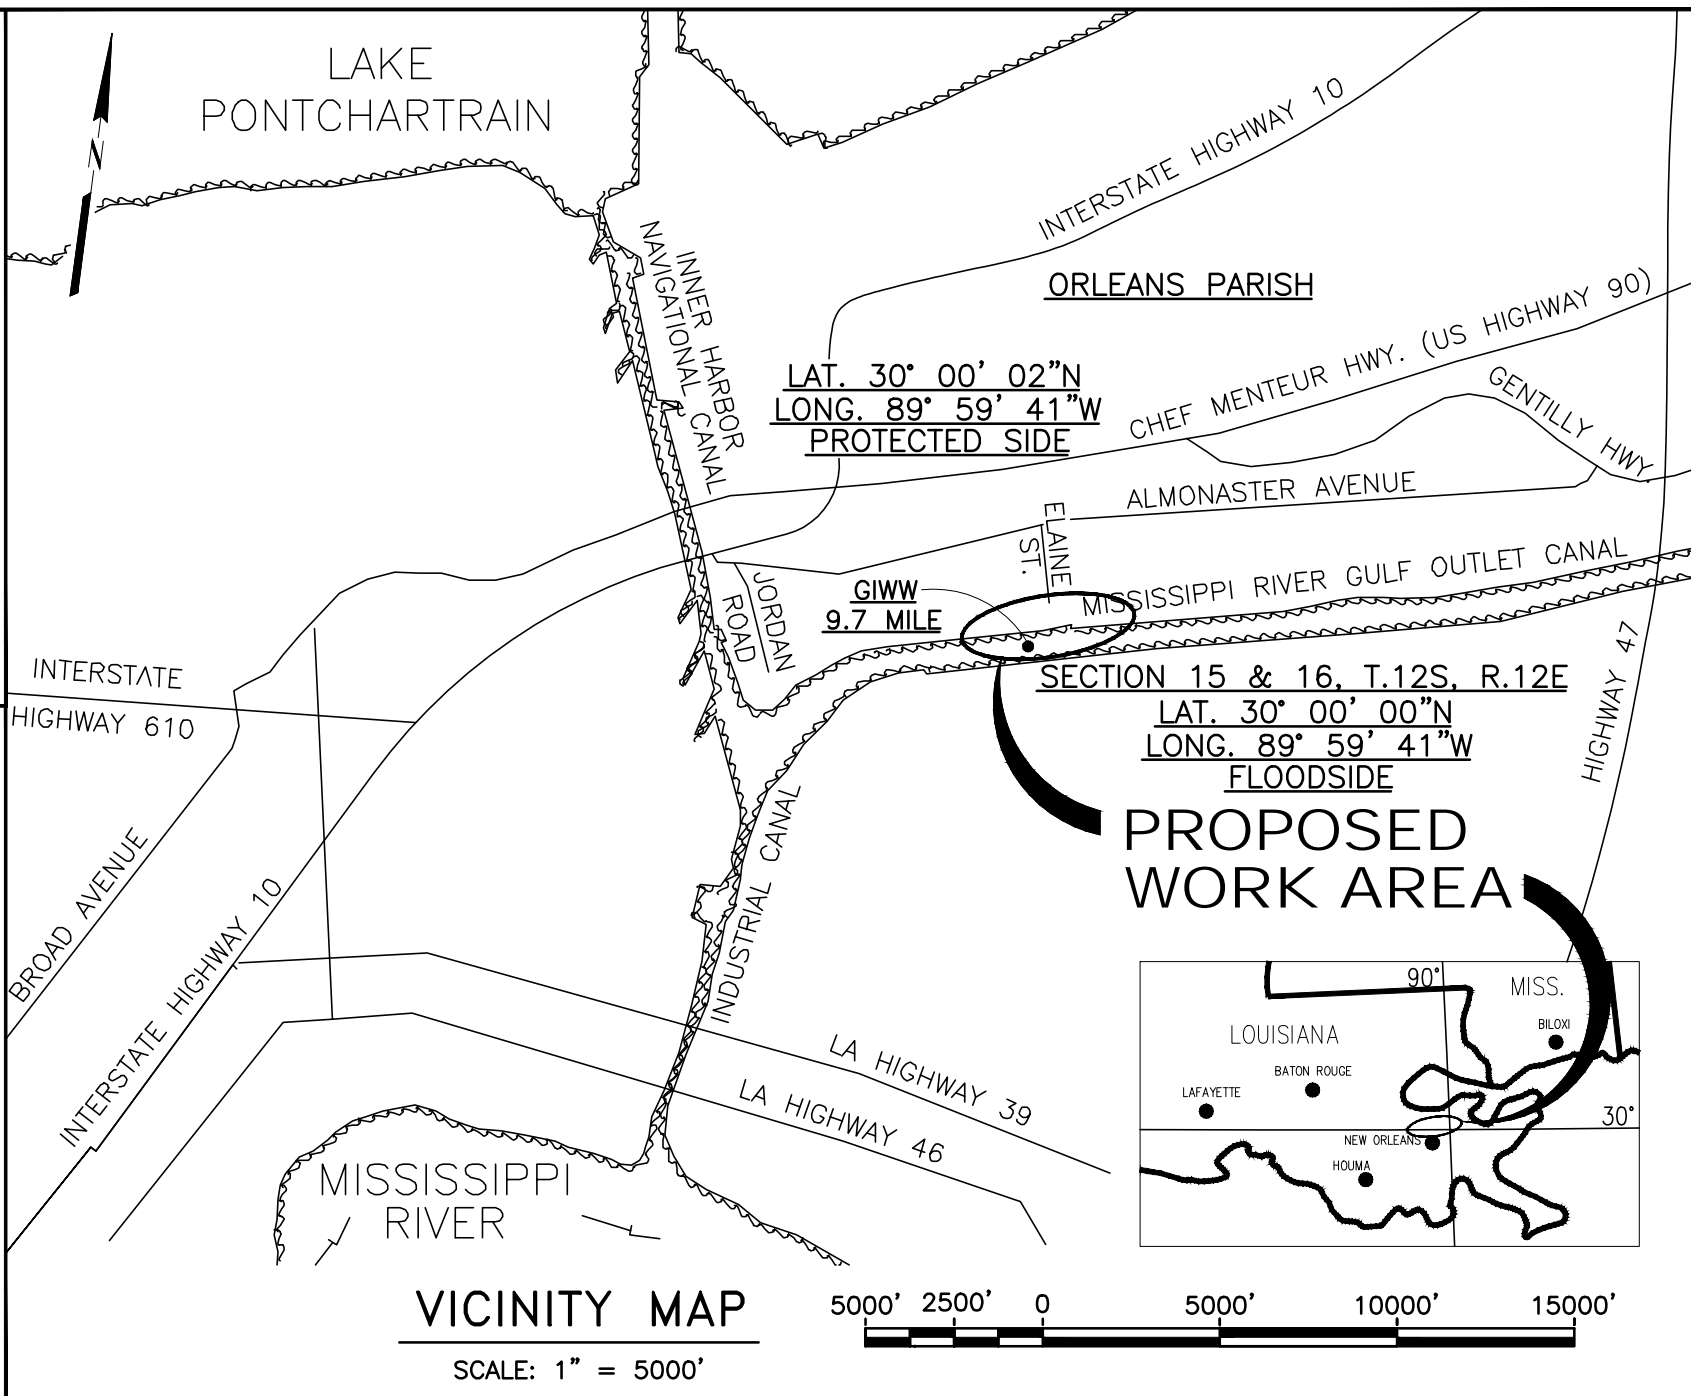 LAKE
PONTCHARTRAIN
N
INTERSTATE HIGHWAY 10
INNER HARBOR
NAVIGATIONAL CANAL
ORLEANS PARISH
CHEF MENTEUR HWY. (US HIGHWAY 90)
GENTILLY HWY.
LAT. 30° 00' 02"N
LONG. 89° 59' 41"W
PROTECTED SIDE
ALMONASTER AVENUE
ELAINE
ST.
MISSISSIPPI RIVER GULF OUTLET CANAL
JORDAN
ROAD
GIWW
9.7 MILE
INTERSTATE
HIGHWAY 610
HIGHWAY 47
SECTION 15 & 16, T.12S, R.12E
LAT. 30° 00' 00"N
LONG. 89° 59' 41"W
FLOODSIDE
PROPOSED
WORK AREA
BROAD AVENUE
INTERSTATE HIGHWAY 10
INDUSTRIAL CANAL
LA HIGHWAY 39
LA HIGHWAY 46
MISSISSIPPI
RIVER
90°
MISS.
BILOXI
LOUISIANA
BATON ROUGE
LAFAYETTE
30°
NEW ORLEANS
HOUMA
VICINITY MAP
SCALE: 1" = 5000'
5000' 2500' 0 5000' 10000' 15000'